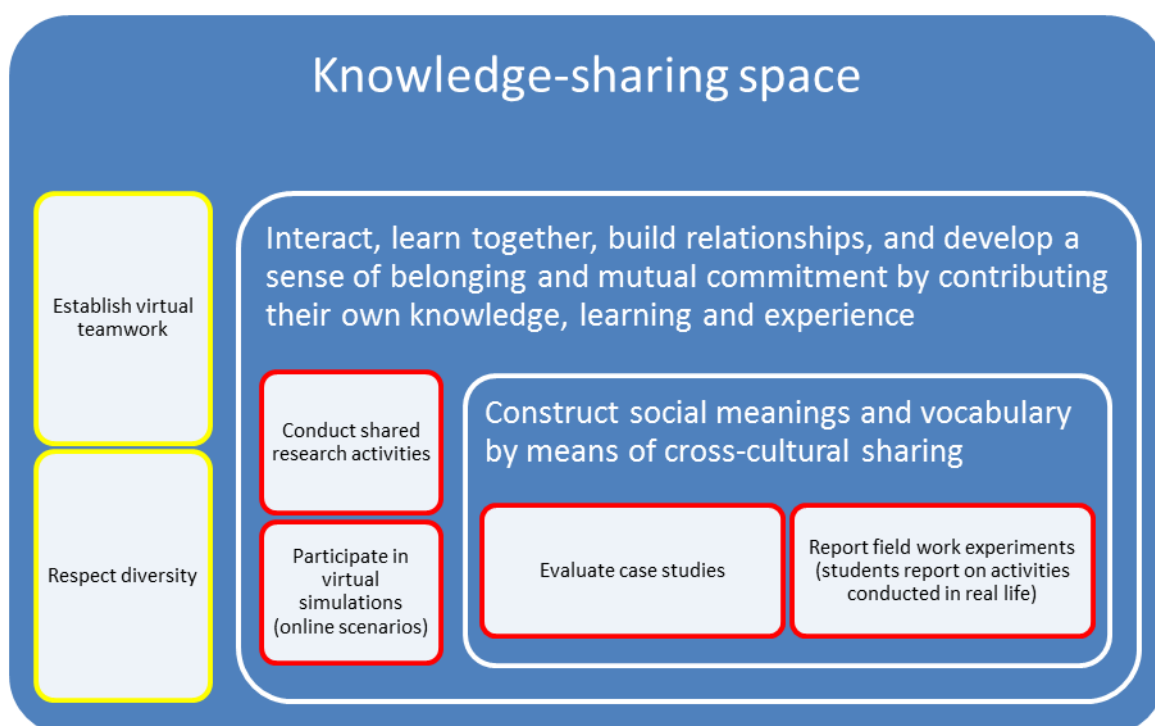 Knowledge-sharing space
Establish virtual
teamwork
Respect diversity
Interact, learn together, build relationships, and develop a
sense of belonging and mutual commitment by contributing
their own knowledge, learning and experience
Conduct shared
research activities
Participate in
virtual
simulations
(online scenarios)
Construct social meanings and vocabulary
by means of cross-cultural sharing
Evaluate case studies
Report field work experiments
(students report on activities
conducted in real life)